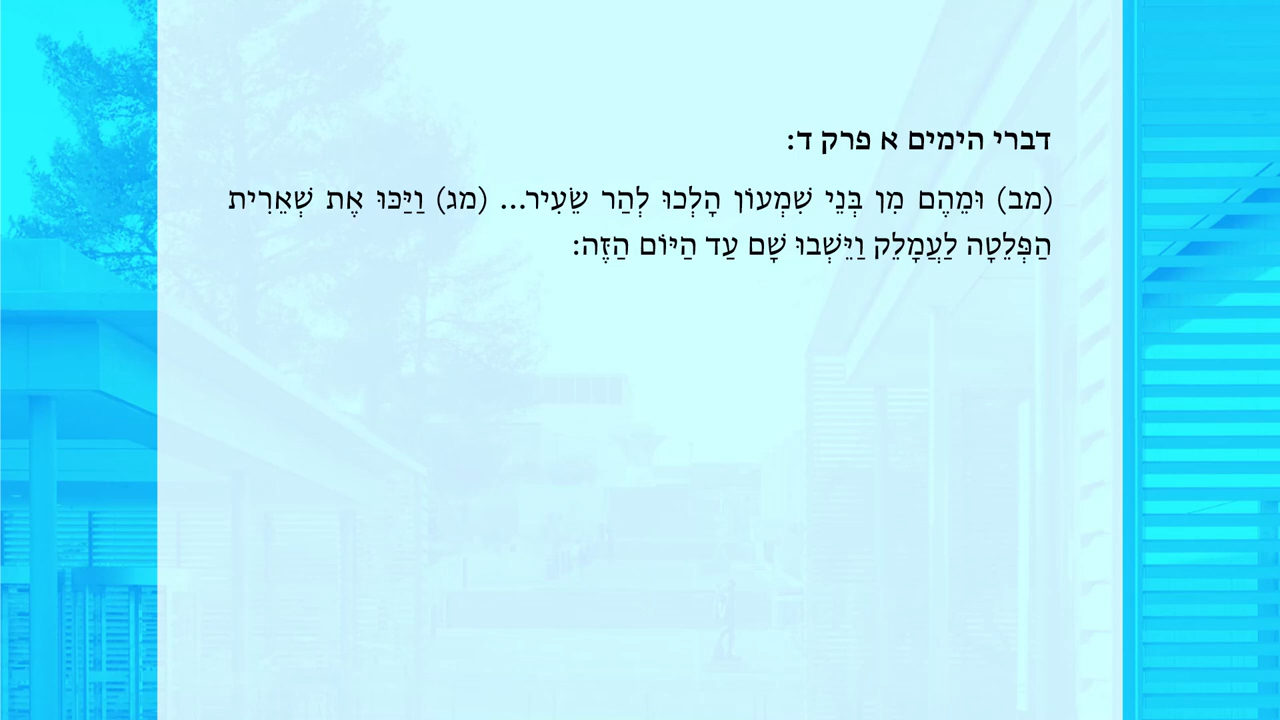 דברי הימים א פרק ד:
(מב) וּמֵהֶם מִן בְּנֵי שִׁמְעוֹן הָלְכוּ לְהַר שֵׂעִיר... (מג) וַיַּכּוּ אֶת שְׁאֵרִית
הַפְּלֵטָה לַעֲמָלֵק וַיֵּשְׁבוּ שָׁם עַד הַיּוֹם הַזֶּה: